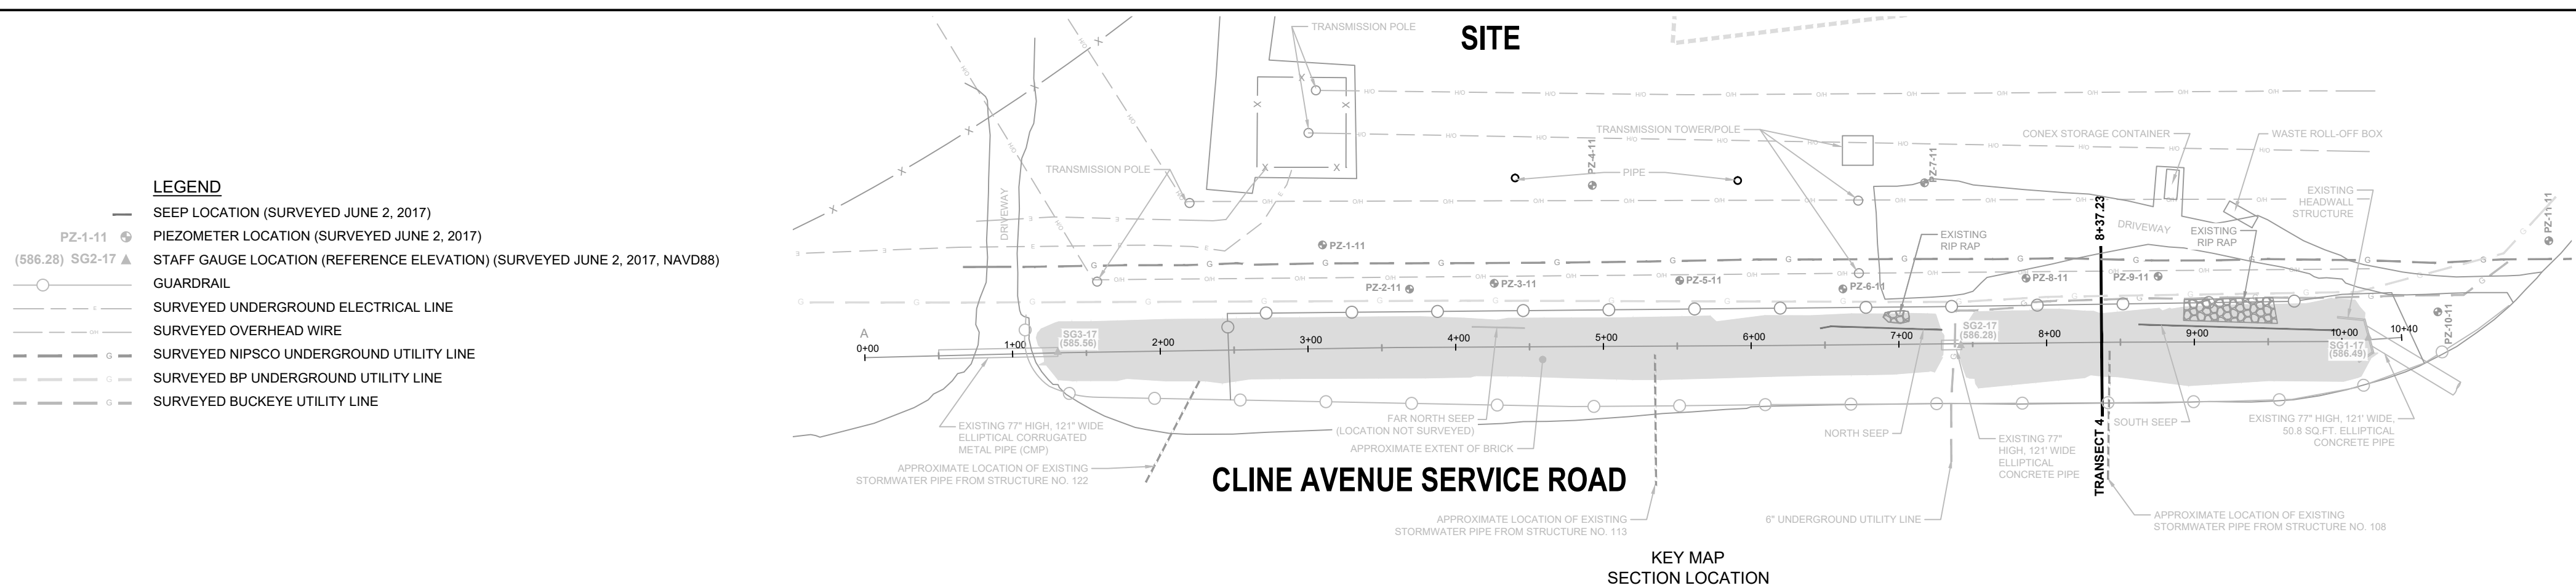 SITE
TRANSMISSION POLE
TRANSMISSION TOWER/POLE
CONEX STORAGE CONTAINER
WASTE ROLL-OFF BOX
PZ-4-11
PZ-7-11
TRANSMISSION POLE
PIPE
DRIVEWAY
EXISTING
HEADWALL
STRUCTURE
8+37.23
DRIVEWAY
EXISTING
RIP RAP
EXISTING
RIP RAP
PZ-11-11
LEGEND
SEEP LOCATION (SURVEYED JUNE 2, 2017)
PZ-1-11 PIEZOMETER LOCATION (SURVEYED JUNE 2, 2017)
(586.28) SG2-17 STAFF GAUGE LOCATION (REFERENCE ELEVATION) (SURVEYED JUNE 2, 2017, NAVD88)
GUARDRAIL
E SURVEYED UNDERGROUND ELECTRICAL LINE
O/H SURVEYED OVERHEAD WIRE
G SURVEYED NIPSCO UNDERGROUND UTILITY LINE
G SURVEYED BP UNDERGROUND UTILITY LINE
G SURVEYED BUCKEYE UTILITY LINE
PZ-1-11
PZ-2-11
PZ-3-11
PZ-5-11
PZ-6-11
PZ-8-11
PZ-9-11
PZ-10-11
A
0+00
1+00
SG3-17
(585.56)
2+00
3+00
4+00
5+00
6+00
7+00
SG2-17
(586.28)
8+00
9+00
10+00
SG1-17
(586.49)
10+40
EXISTING 77" HIGH, 121" WIDE
ELLIPTICAL CORRUGATED
METAL PIPE (CMP)
APPROXIMATE LOCATION OF EXISTING
STORMWATER PIPE FROM STRUCTURE NO. 122
FAR NORTH SEEP
(LOCATION NOT SURVEYED)
APPROXIMATE EXTENT OF BRICK
NORTH SEEP
EXISTING 77"
HIGH, 121' WIDE
ELLIPTICAL
CONCRETE PIPE
TRANSECT 4
SOUTH SEEP
EXISTING 77" HIGH, 121' WIDE,
50.8 SQ.FT. ELLIPTICAL
CONCRETE PIPE
CLINE AVENUE SERVICE ROAD
APPROXIMATE LOCATION OF EXISTING
STORMWATER PIPE FROM STRUCTURE NO. 113
6" UNDERGROUND UTILITY LINE
APPROXIMATE LOCATION OF EXISTING
STORMWATER PIPE FROM STRUCTURE NO. 108
KEY MAP
SECTION LOCATION